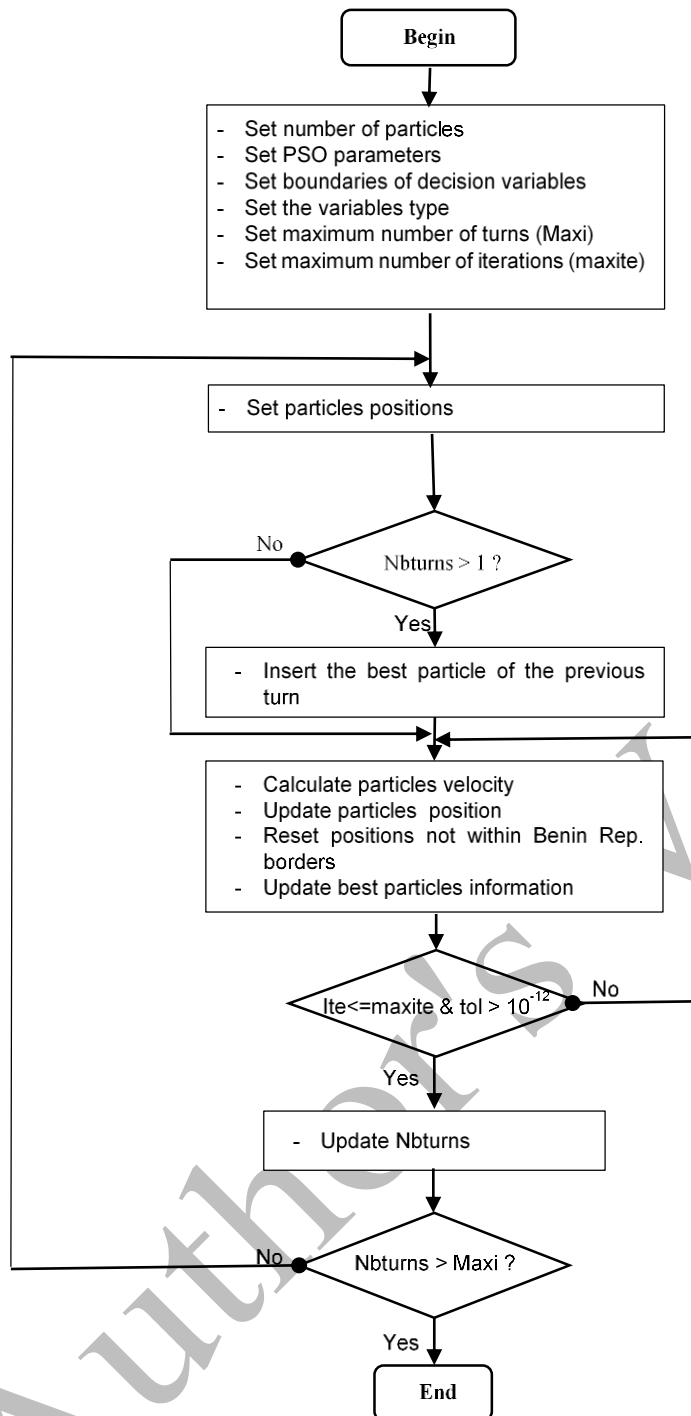 Begin
- Set number of particles
- Set PSO parameters
- Set boundaries of decision variables
- Set the variables type
- Set maximum number of turns (Maxi)
- Set maximum number of iterations (maxite)
- Set particles positions
No
Nbturns > 1 ?
Yes
- Insert the best particle of the previous
turn
- Calculate particles velocity
- Update particles position
- Reset positions not within Benin Rep.
borders
- Update best particles information
Ite<=maxite & tol > 10^-12
No
Yes
- Update Nbturns
No
Nbturns > Maxi ?
Yes
End
Author's